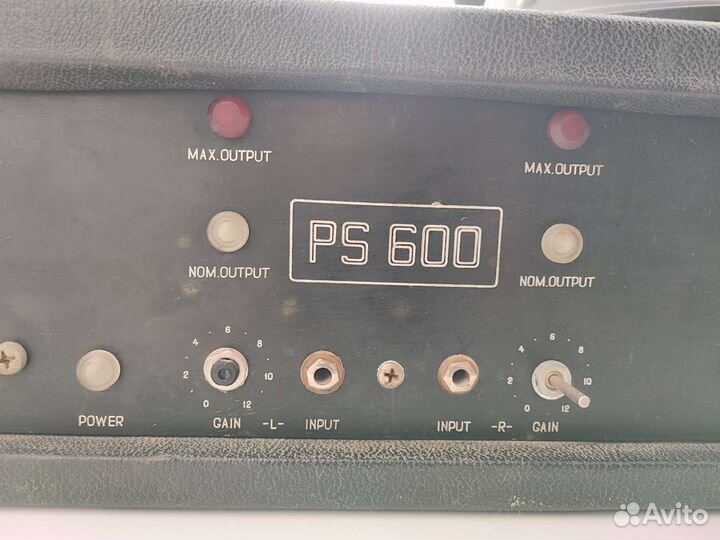 MAX.OUTPUT
MAX.OUTPUT
PS 600
NOM.OUTPUT
NOM.OUTPUT
0 2 4 6 8 10 12
0 2 4 6 8 10 12
POWER
GAIN -L- INPUT
INPUT -R- GAIN
Avito